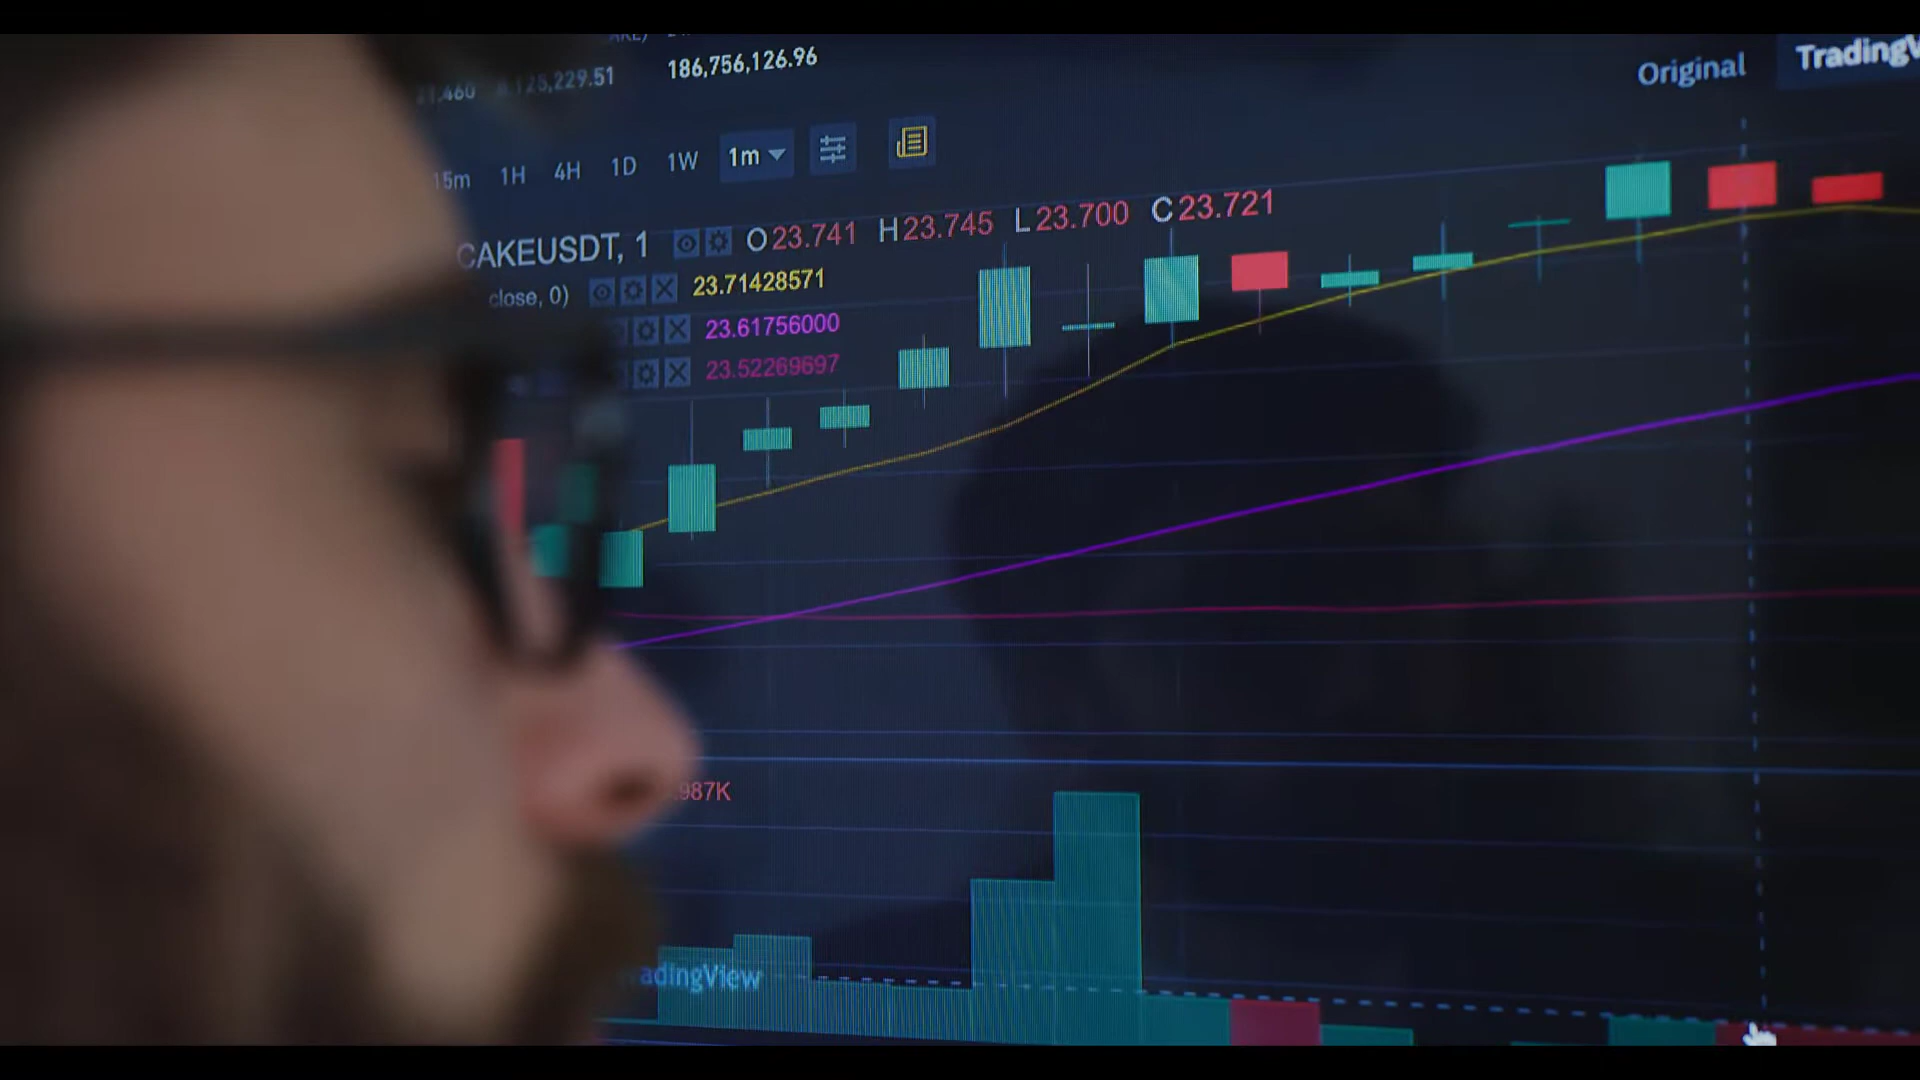 186,756,126.96
Original TradingV
15m 1H 4H 1D 1W 1m
CAKEUSDT, 1 O23.741 H23.745 L23.700 C23.721
close, 0) 23.71428571
23.61756000
23.52269697
.987K
adingView